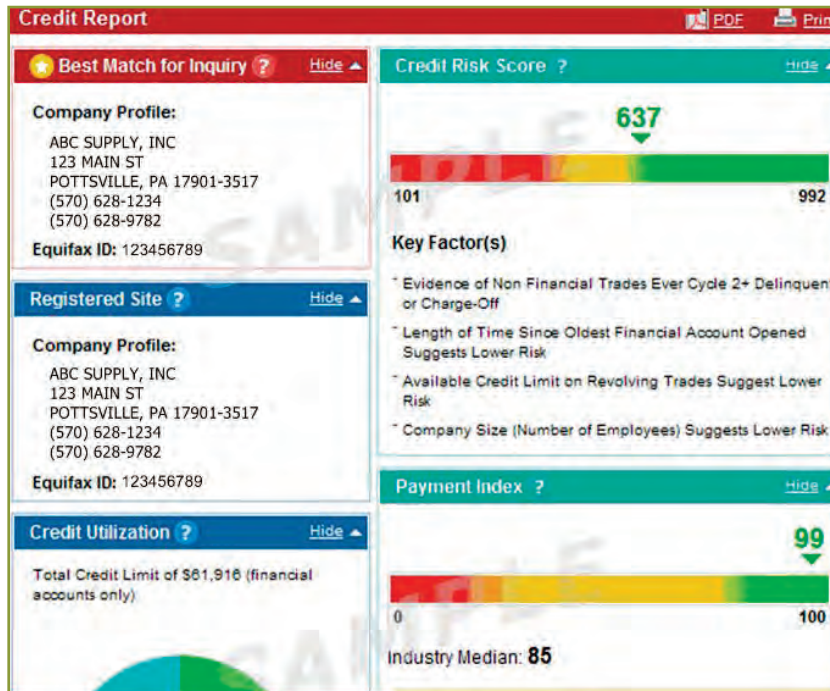 Credit Report
PDF
Print
Best Match for Inquiry ?
Hide
Company Profile:
ABC SUPPLY, INC
123 MAIN ST
POTTSVILLE, PA 17901-3517
(570) 628-1234
(570) 628-9782
Equifax ID: 123456789
Registered Site ?
Hide
Company Profile:
ABC SUPPLY, INC
123 MAIN ST
POTTSVILLE, PA 17901-3517
(570) 628-1234
(570) 628-9782
Equifax ID: 123456789
Credit Utilization ?
Hide
Total Credit Limit of $61,916 (financial
accounts only)
Credit Risk Score ?
Hide
637
101
992
Key Factor(s)
Evidence of Non Financial Trades Ever Cycle 2+ Delinquent
or Charge-Off
Length of Time Since Oldest Financial Account Opened
Suggests Lower Risk
Available Credit Limit on Revolving Trades Suggest Lower
Risk
Company Size (Number of Employees) Suggests Lower Risk
Payment Index ?
Hide
99
0
100
Industry Median: 85
SAMPLE
SAMPLE